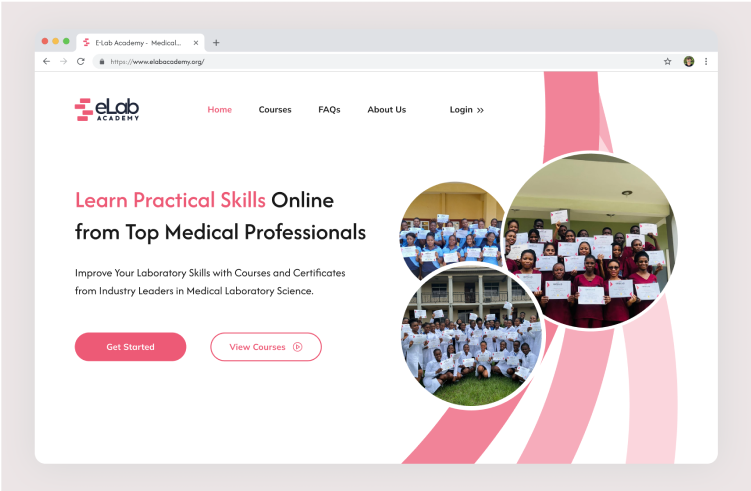 E-Lab Academy - Medical...
https://www.elabacademy.org/
eLab
ACADEMY
Home
Courses
FAQs
About Us
Login »
Learn Practical Skills Online
from Top Medical Professionals
Improve Your Laboratory Skills with Courses and Certificates
from Industry Leaders in Medical Laboratory Science.
Get Started
View Courses